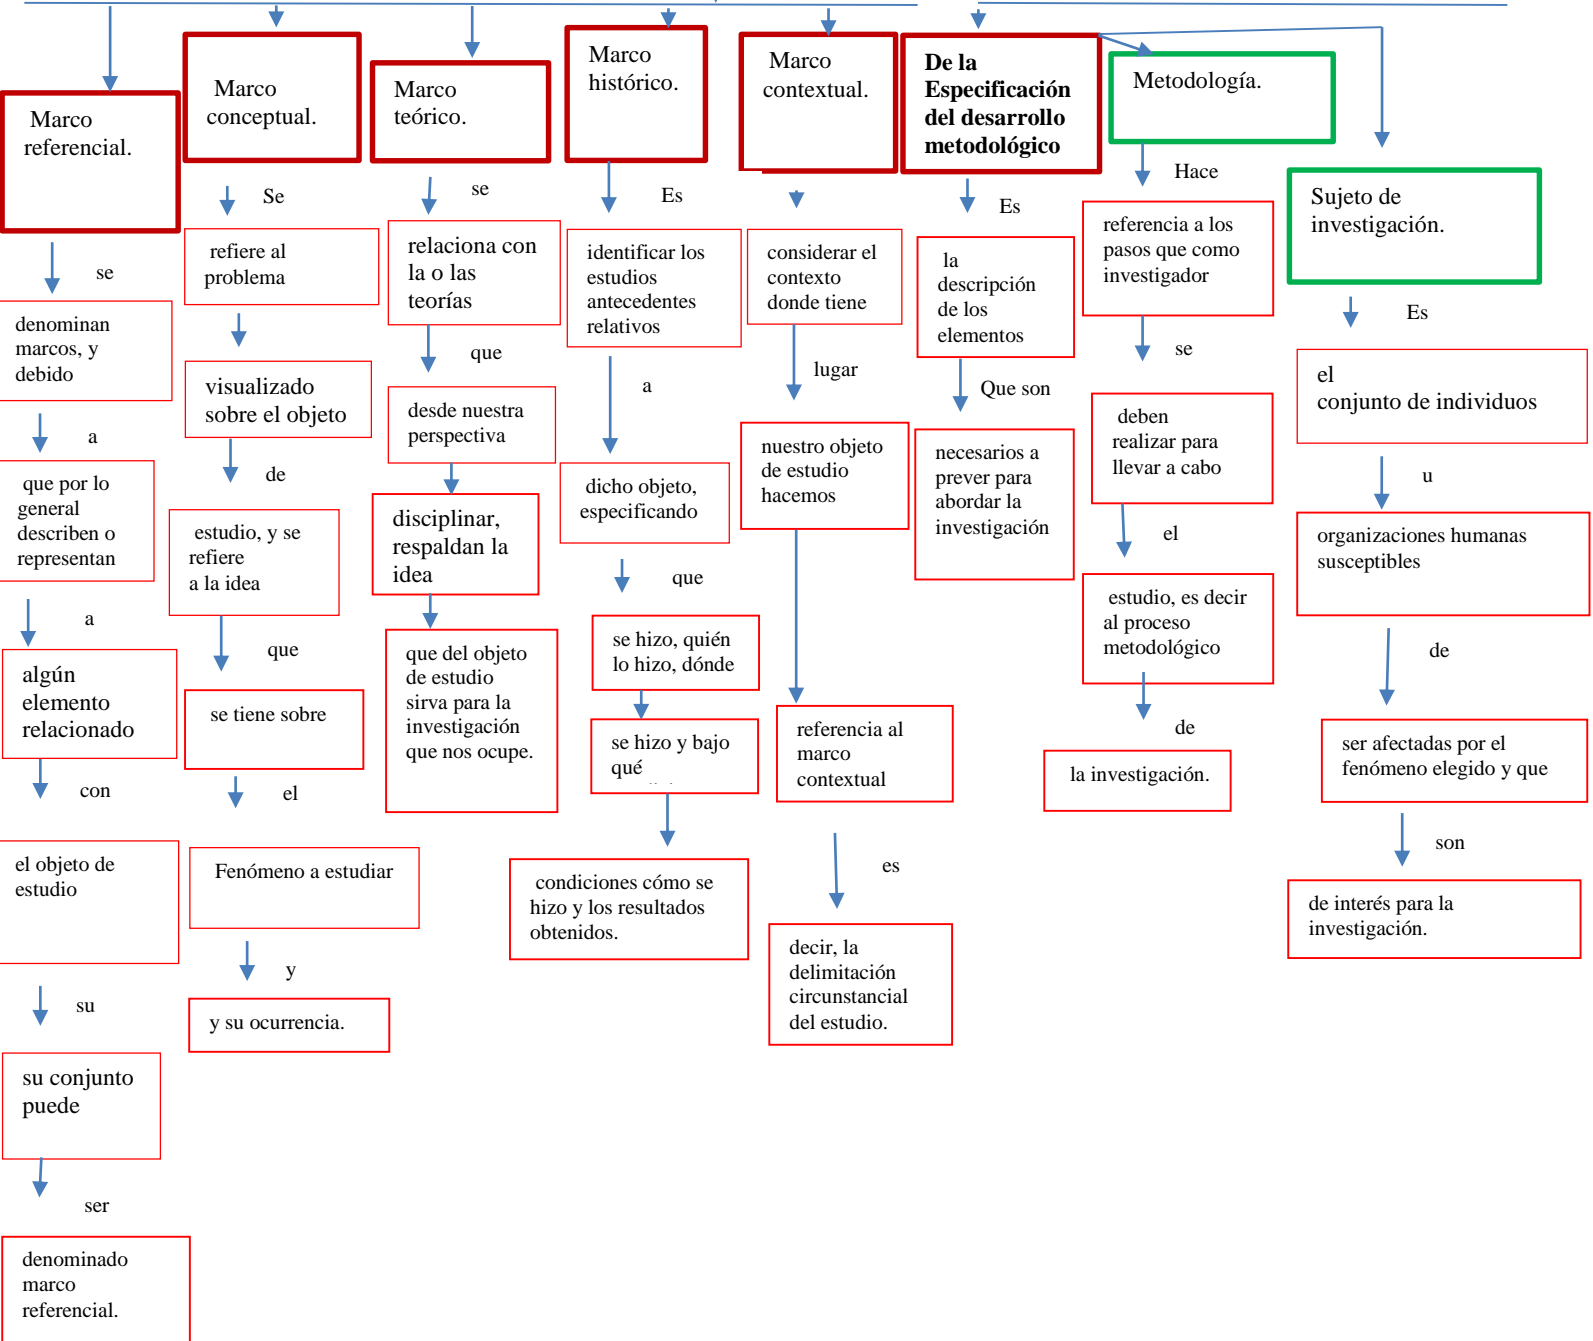 Marco
referencial.
se
denominan
marcos, y
debido
a
que por lo
general
describen o
representan
a
algún
elemento
relacionado
con
el objeto de
estudio
su
su conjunto
puede
ser
denominado
marco
referencial.
Marco
conceptual.
Se
refiere al
problema
visualizado
sobre el objeto
de
estudio, y se
refiere
a la idea
que
se tiene sobre
el
Fenómeno a estudiar
y
y su ocurrencia.
Marco
teórico.
se
relaciona con
la o las
teorías
que
desde nuestra
perspectiva
disciplinar,
respaldan la
idea
que del objeto
de estudio
sirva para la
investigación
que nos ocupe.
Marco
histórico.
Es
identificar los
estudios
antecedentes
relativos
a
dicho objeto,
especificando
que
se hizo, quién
lo hizo, dónde
se hizo y bajo
qué
condiciones cómo se
hizo y los resultados
obtenidos.
Marco
contextual.
considerar el
contexto
donde tiene
lugar
nuestro objeto
de estudio
hacemos
referencia al
marco
contextual
es
decir, la
delimitación
circunstancial
del estudio.
De la
Especificación
del desarrollo
metodológico
Es
la
descripción
de los
elementos
Que son
necesarios a
prever para
abordar la
investigación
Metodología.
Hace
referencia a los
pasos que como
investigador
se
deben
realizar para
llevar a cabo
el
estudio, es decir
al proceso
metodológico
de
la investigación.
Sujeto de
investigación.
Es
el
conjunto de individuos
u
organizaciones humanas
susceptibles
de
ser afectadas por el
fenómeno elegido y que
son
de interés para la
investigación.